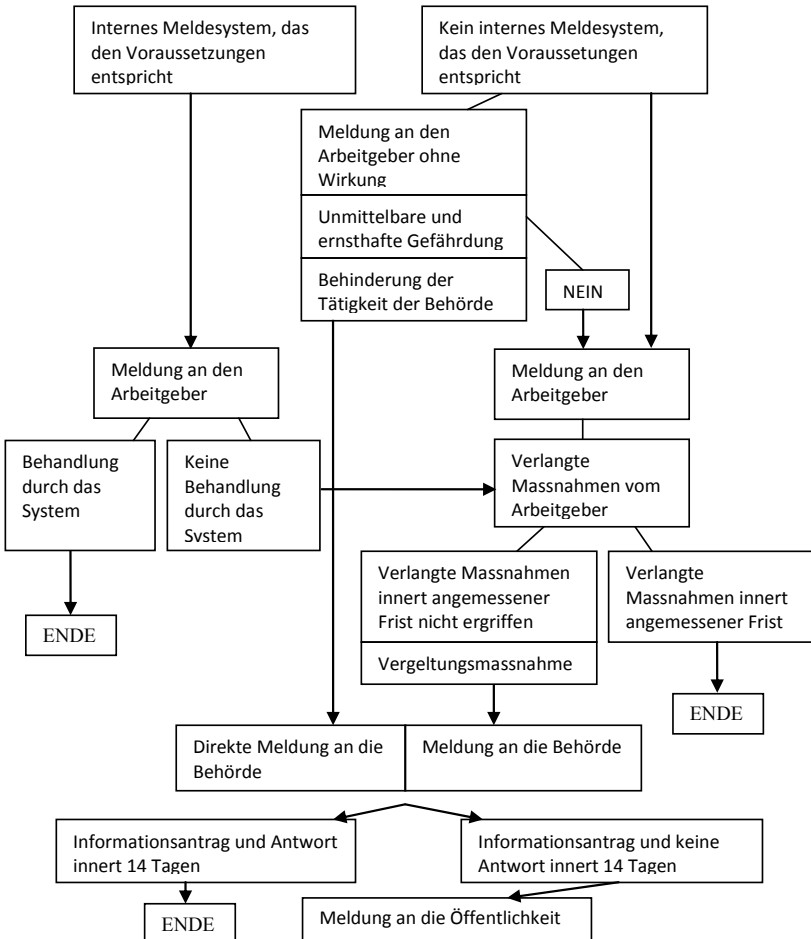 Internes Meldesystem, das
den Voraussetzungen
entspricht
Kein internes Meldesystem,
das den Voraussetungen
entspricht
Meldung an den
Arbeitgeber ohne
Wirkung
Unmittelbare und
ernsthafte Gefährdung
Behinderung der
Tätigkeit der Behörde
NEIN
Meldung an den
Arbeitgeber
Meldung an den
Arbeitgeber
Behandlung
durch das
System
Keine
Behandlung
durch das
System
Verlangte
Massnahmen vom
Arbeitgeber
Verlangte Massnahmen
innert angemessener
Frist nicht ergriffen
Verlangte
Massnahmen innert
angemessener Frist
Vergeltungsmassnahme
ENDE
ENDE
Direkte Meldung an die
Behörde
Meldung an die Behörde
Informationsantrag und Antwort
innert 14 Tagen
Informationsantrag und keine
Antwort innert 14 Tagen
ENDE
Meldung an die Öffentlichkeit